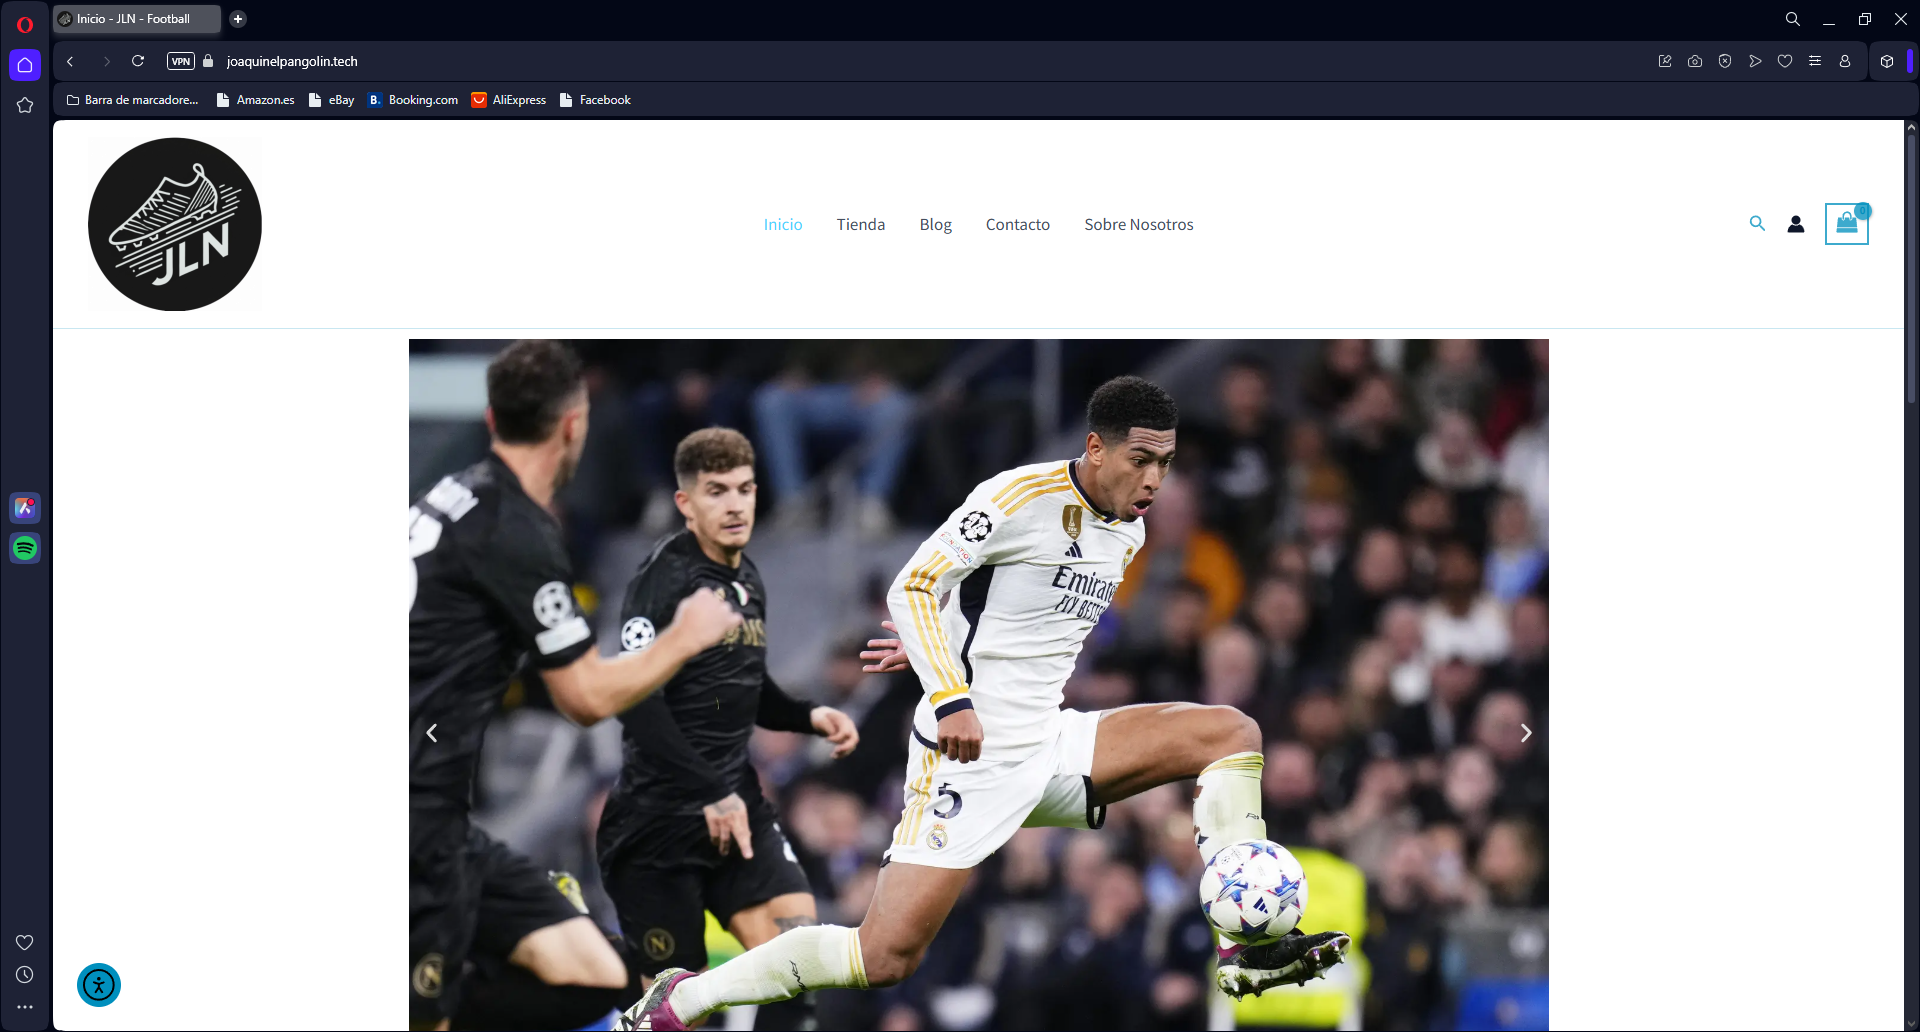 Inicio - JLN - Football
VPN
joaquinelpangolin.tech
Barra de marcadore...
Amazon.es
eBay
B.
Booking.com
AliExpress
Facebook
JLN
Inicio
Tienda
Blog
Contacto
Sobre Nosotros
0
Emirates
FLY BETTER
5
N